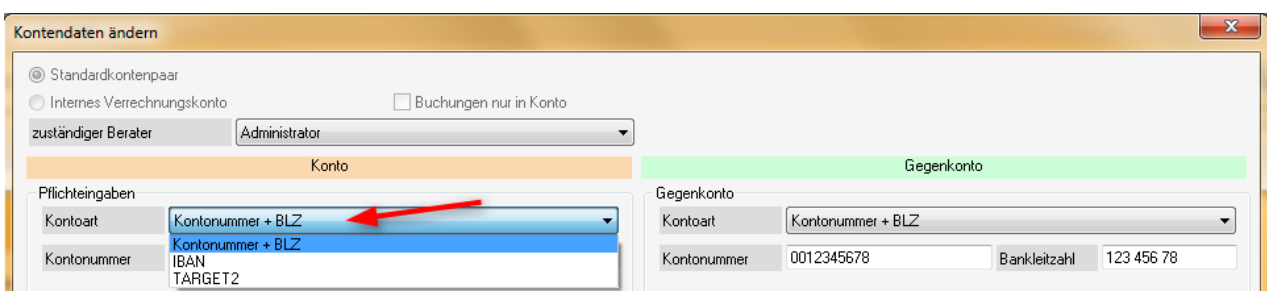 Kontendaten ändern
Standardkontenpaar
Internes Verrechnungskonto Buchungen nur in Konto
zuständiger Berater Administrator
Konto Gegenkonto
Pflichteingaben Gegenkonto
Kontoart Kontonummer + BLZ Kontoart Kontonummer + BLZ
Kontonummer + BLZ
Kontonummer IBAN Kontonummer 0012345678 Bankleitzahl 123 456 78
TARGET2